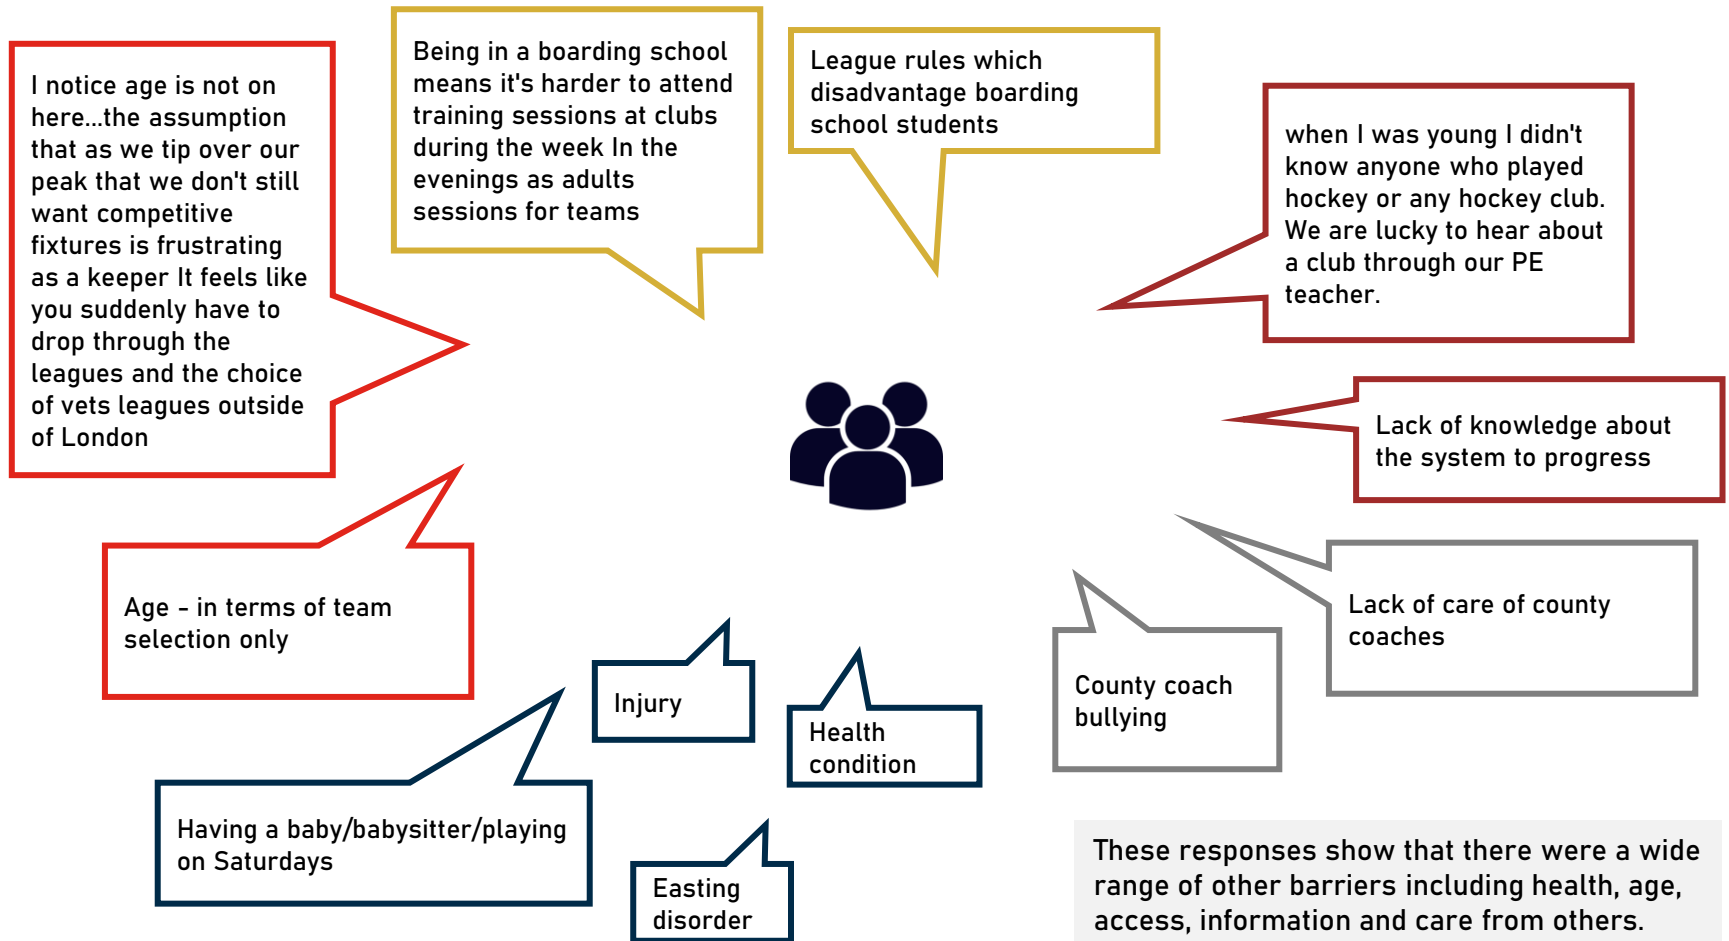 I notice age is not on
here...the assumption
that as we tip over our
peak that we don't still
want competitive
fixtures is frustrating
as a keeper It feels like
you suddenly have to
drop through the
leagues and the choice
of vets leagues outside
of London
Being in a boarding school
means it's harder to attend
training sessions at clubs
during the week In the
evenings as adults
sessions for teams
League rules which
disadvantage boarding
school students
when I was young I didn't
know anyone who played
hockey or any hockey club.
We are lucky to hear about
a club through our PE
teacher.
Lack of knowledge about
the system to progress
Age - in terms of team
selection only
Lack of care of county
coaches
Injury
Health
condition
County coach
bullying
Having a baby/babysitter/playing
on Saturdays
Easting
disorder
These responses show that there were a wide
range of other barriers including health, age,
access, information and care from others.